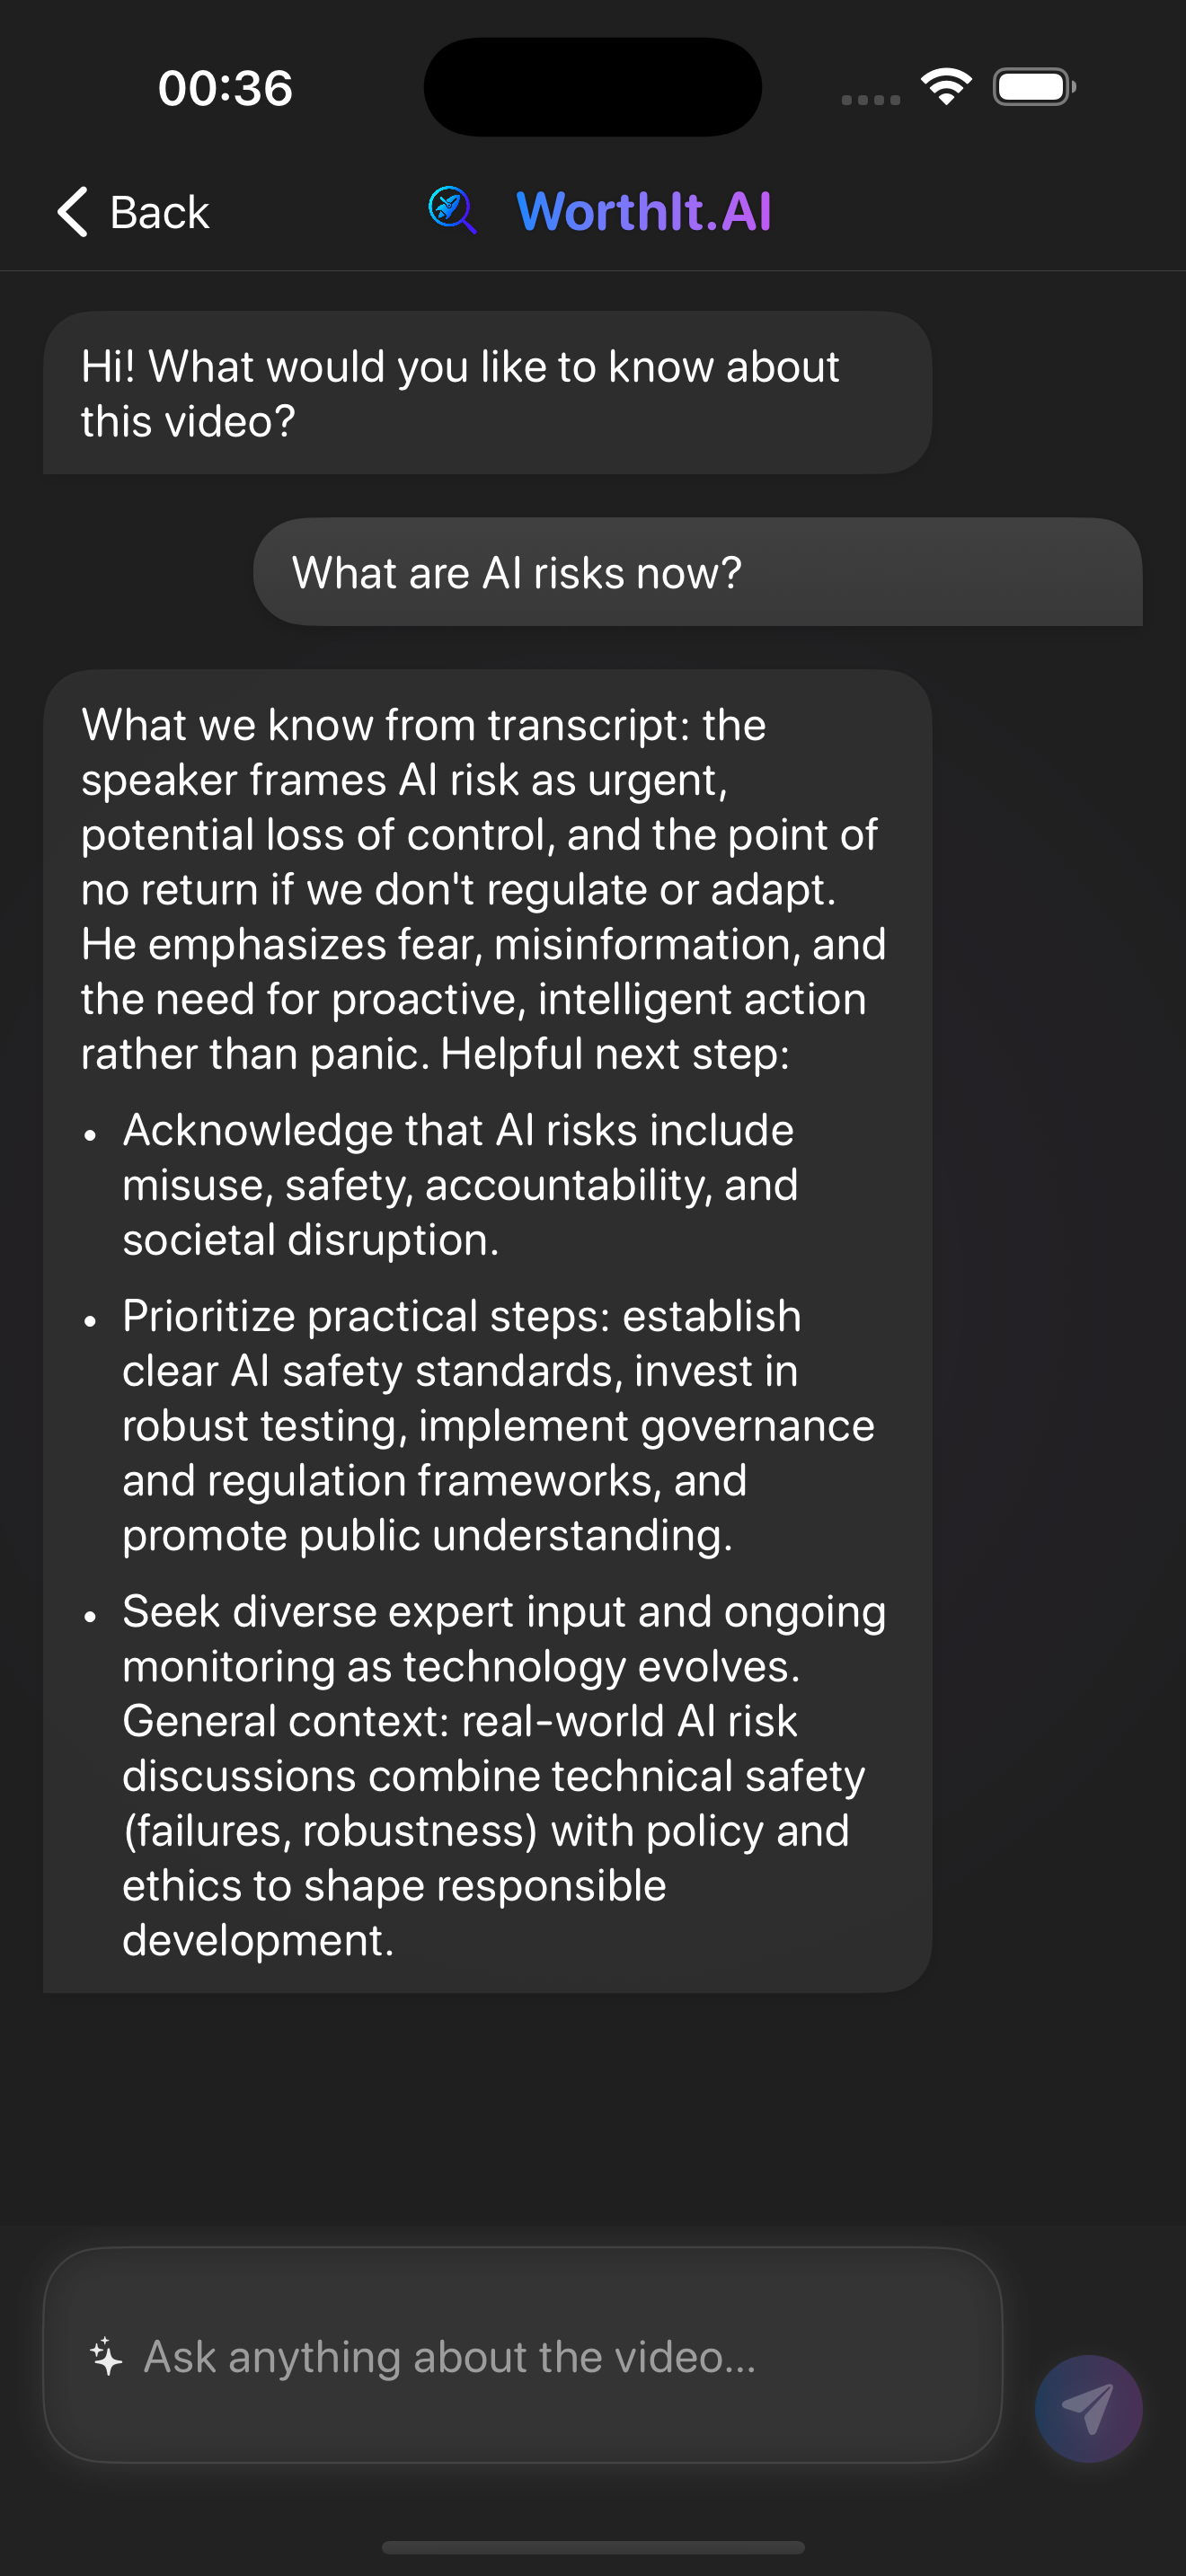 00:36
Back
WorthIt.AI
Hi! What would you like to know about
this video?
What are AI risks now?
What we know from transcript: the
speaker frames AI risk as urgent,
potential loss of control, and the point of
no return if we don't regulate or adapt.
He emphasizes fear, misinformation, and
the need for proactive, intelligent action
rather than panic. Helpful next step:
• Acknowledge that AI risks include
misuse, safety, accountability, and
societal disruption.
• Prioritize practical steps: establish
clear AI safety standards, invest in
robust testing, implement governance
and regulation frameworks, and
promote public understanding.
• Seek diverse expert input and ongoing
monitoring as technology evolves.
General context: real-world AI risk
discussions combine technical safety
(failures, robustness) with policy and
ethics to shape responsible
development.
Ask anything about the video...